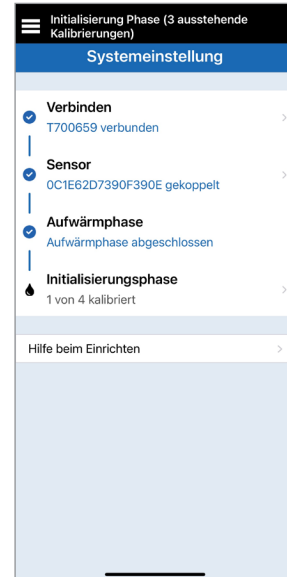 Initialisierung Phase (3 ausstehende
Kalibrierungen)
Systemeinstellung
Verbinden
T700659 verbunden
Sensor
0C1E62D7390F390E gekoppelt
Aufwärmphase
Aufwärmphase abgeschlossen
Initialisierungsphase
1 von 4 kalibriert
Hilfe beim Einrichten